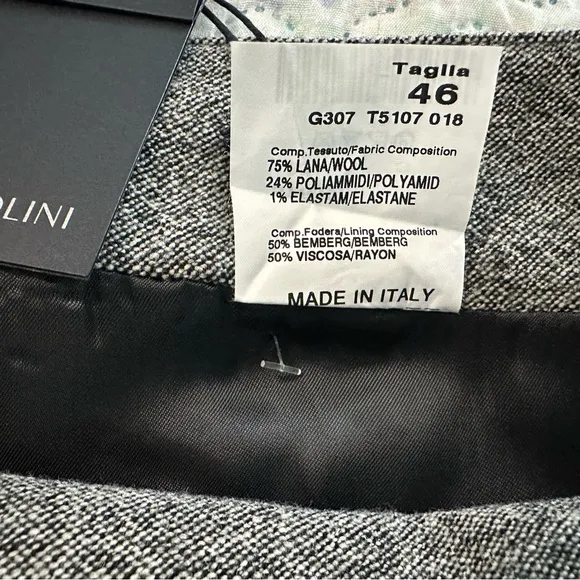 Taglia
46
G307 T5107 018
Comp.Tessuto/Fabric Composition
75% LANA/WOOL
24% POLIAMMIDI/POLYAMID
1% ELASTAM/ELASTANE
Comp.Fodera/Lining Composition
50% BEMBERG/BEMBERG
50% VISCOSA/RAYON
MADE IN ITALY